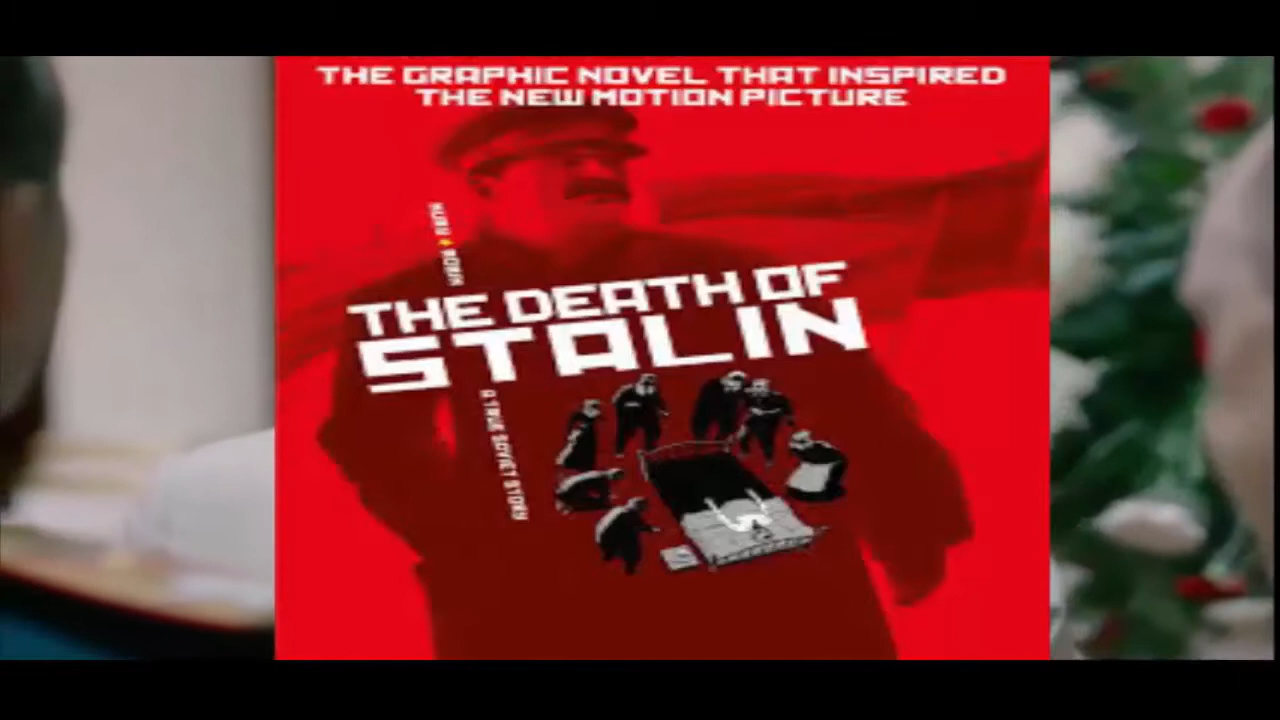 THE GRAPHIC NOVEL THAT INSPIRED
THE NEW MOTION PICTURE
NURY + ROBIN
THE DEATH OF
STALIN
A TRUE SOVIET STORY